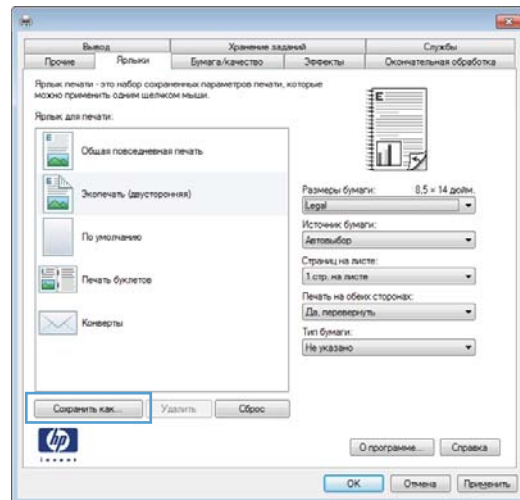 Вывод
Хранение заданий
Службы
Прочие
Ярлыки
Бумага/качество
Эффекты
Окончательная обработка
Ярлык печати - это набор сохраненных параметров печати, которые
можно применить одним щелчком мыши.
Ярлык для печати:
Общая повседневная печать
Экопечать (двусторонняя)
По умолчанию
Печать буклетов
Конверты
Размеры бумаги: 8,5 × 14 дюйм.
Legal
Источник бумаги:
Автовыбор
Страниц на листе:
1 стр. на листе
Печать на обеих сторонах:
Да, перевернуть
Тип бумаги:
Не указано
Сохранить как...
Удалить
Сброс
hp
invent
О программе...
Справка
OK
Отмена
Применить